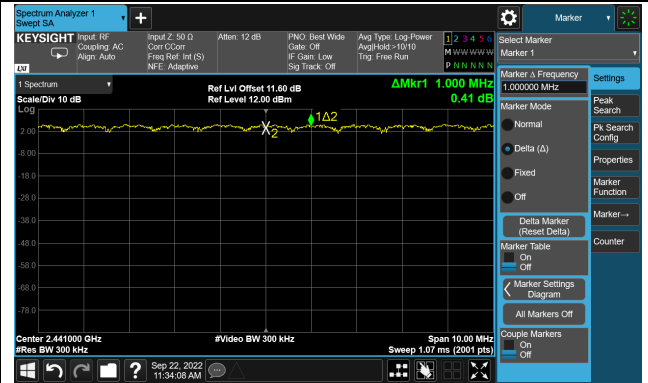 Spectrum Analyzer 1
Swept SA
Marker
KEYSIGHT
Input: RF
Coupling: AC
Align: Auto
Input Z: 50 Ω
Corr CCorr
Freq Ref: Int (S)
NFE: Adaptive
Atten: 12 dB
PNO: Best Wide
Gate: Off
IF Gain: Low
Sig Track: Off
Avg Type: Log-Power
Avg|Hold:>10/10
Trig: Free Run
1 2 3 4 5 6
M W W W W W
P N N N N N
LXI
Select Marker
Marker 1
1 Spectrum
Scale/Div 10 dB
Ref Lvl Offset 11.60 dB
Ref Level 12.00 dBm
ΔMkr1 1.000 MHz
0.41 dB
Log
2.00
-8.00
-18.0
-28.0
-38.0
-48.0
-58.0
-68.0
-78.0
1Δ2
X2
Center 2.441000 GHz
#Res BW 300 kHz
#Video BW 300 kHz
Span 10.00 MHz
Sweep 1.07 ms (2001 pts)
Marker Δ Frequency
1.000000 MHz
Marker Mode
Normal
Delta (Δ)
Fixed
Off
Delta Marker
(Reset Delta)
Marker Table
On
Off
Marker Settings
Diagram
All Markers Off
Couple Markers
On
Off
Settings
Peak
Search
Pk Search
Config
Properties
Marker
Function
Marker→
Counter
?
Sep 22, 2022
11:34:08 AM